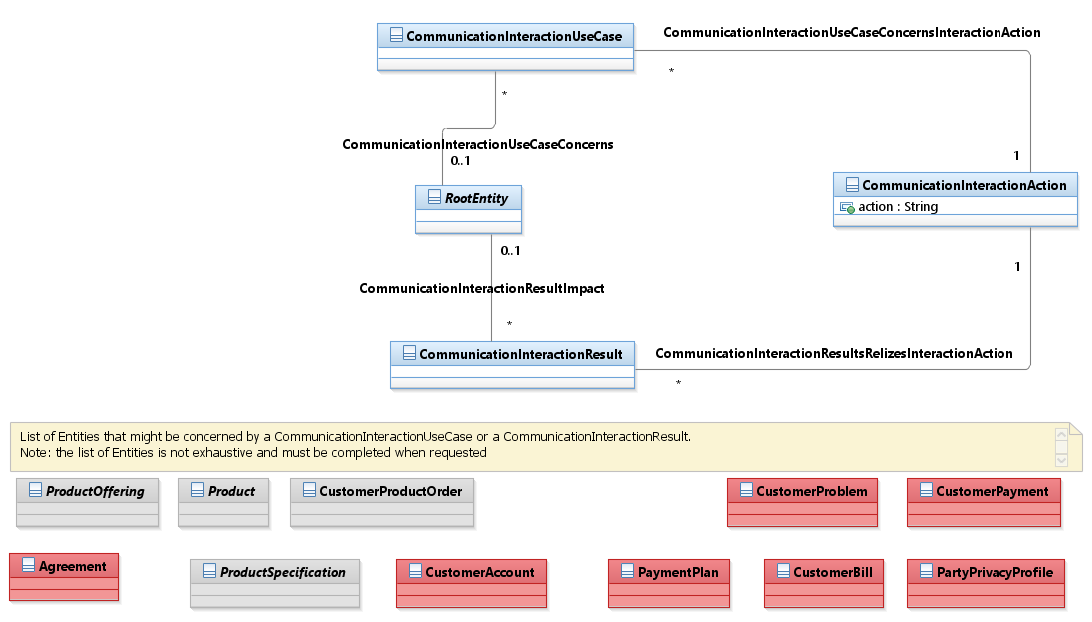 CommunicationInteractionUseCase
CommunicationInteractionUseCaseConcernsInteractionAction
*
*
CommunicationInteractionUseCaseConcerns
0..1
1
RootEntity
CommunicationInteractionAction
action : String
0..1
1
CommunicationInteractionResultImpact
*
CommunicationInteractionResult
CommunicationInteractionResultsRelizesInteractionAction
*
List of Entities that might be concerned by a CommunicationInteractionUseCase or a CommunicationInteractionResult.
Note: the list of Entities is not exhaustive and must be completed when requested
ProductOffering
Product
CustomerProductOrder
CustomerProblem
CustomerPayment
Agreement
ProductSpecification
CustomerAccount
PaymentPlan
CustomerBill
PartyPrivacyProfile